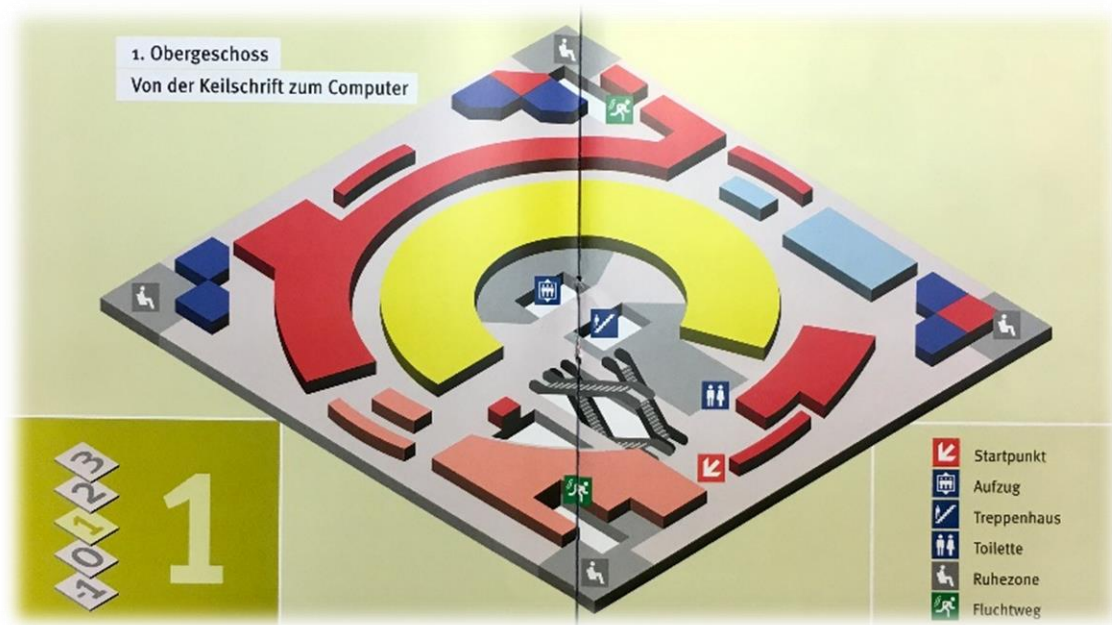 1. Obergeschoss
Von der Keilschrift zum Computer
3
2
1
0
-1
1
Startpunkt
Aufzug
Treppenhaus
Toilette
Ruhezone
Fluchtweg